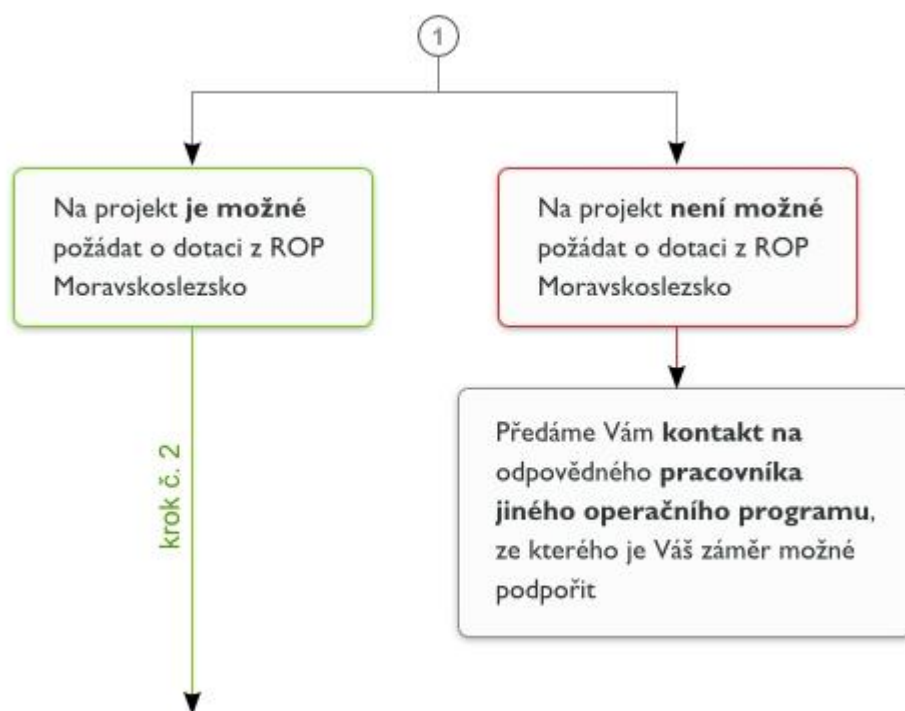 1
Na projekt je možné
požádat o dotaci z ROP
Moravskoslezsko
Na projekt není možné
požádat o dotaci z ROP
Moravskoslezsko
krok č. 2
Předáme Vám kontakt na
odpovědného pracovníka
jiného operačního programu,
ze kterého je Váš záměr možné
podpořit